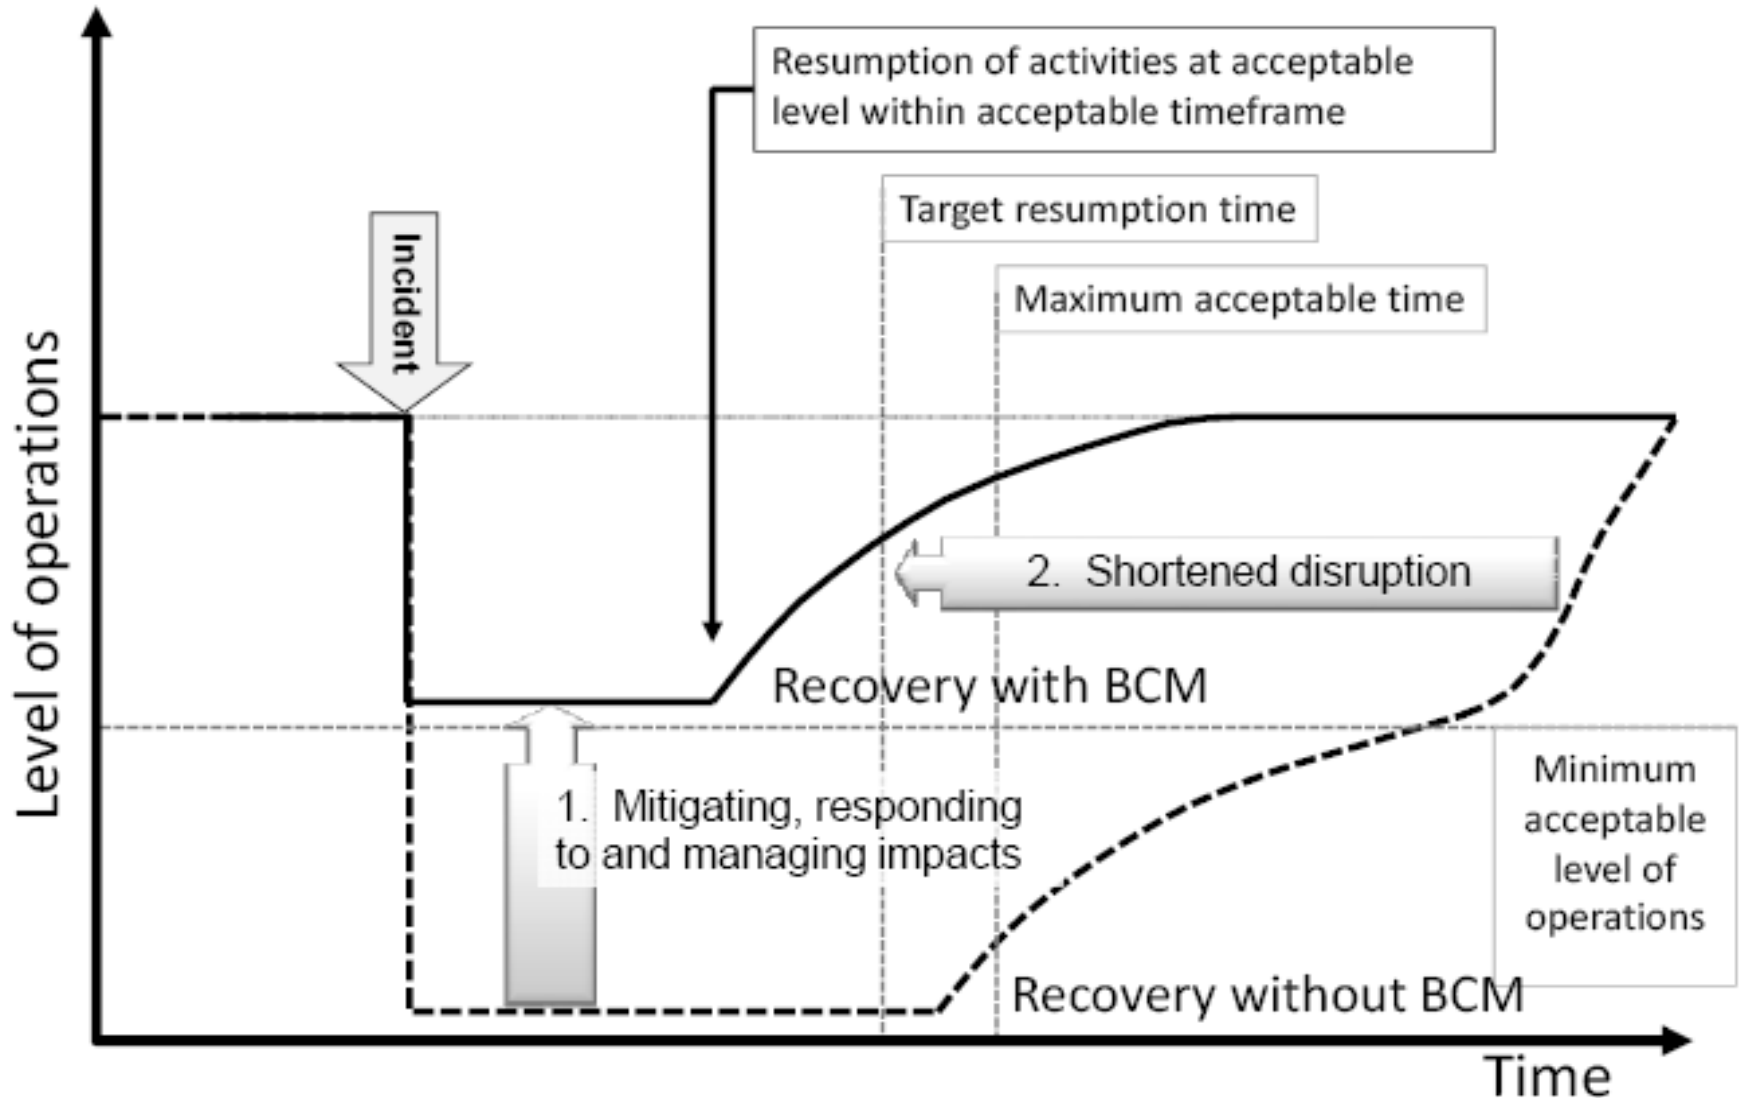 Resumption of activities at acceptable
level within acceptable timeframe
Target resumption time
Incident
Maximum acceptable time
Level of operations
2. Shortened disruption
Recovery with BCM
1. Mitigating, responding
to and managing impacts
Minimum
acceptable
level of
operations
Recovery without BCM
Time